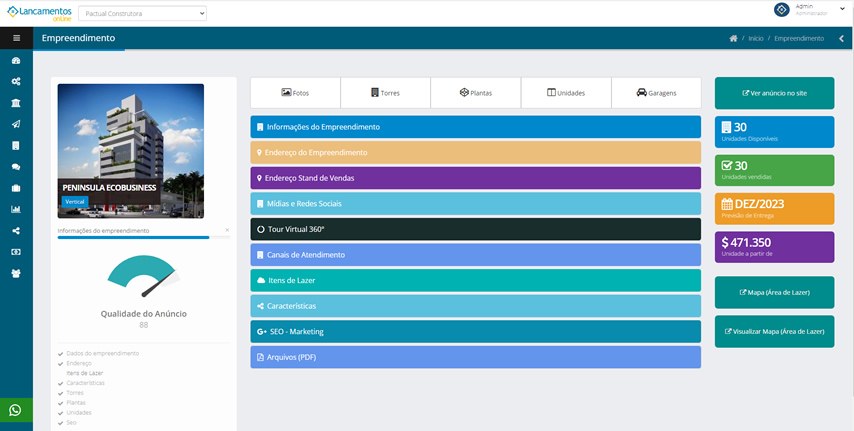 Lancamentos
online
Pactual Construtora
Admin
Administrador
Empreendimento
/ Início / Empreendimento
PENINSULA ECOBUSINESS
Vertical
Informações do empreendimento
×
Qualidade do Anúncio
88
Dados do empreendimento
Endereço
Itens de Lazer
Características
Torres
Plantas
Unidades
Seo
Fotos
Torres
Plantas
Unidades
Garagens
Informações do Empreendimento
Endereço do Empreendimento
Endereço Stand de Vendas
Mídias e Redes Sociais
Tour Virtual 360°
Canais de Atendimento
Itens de Lazer
Características
G+ SEO - Marketing
Arquivos (PDF)
Ver anúncio no site
30
Unidades Disponíveis
30
Unidades vendidas
DEZ/2023
Previsão de Entrega
$ 471.350
Unidade a partir de
Mapa (Área de Lazer)
Visualizar Mapa (Área de Lazer)